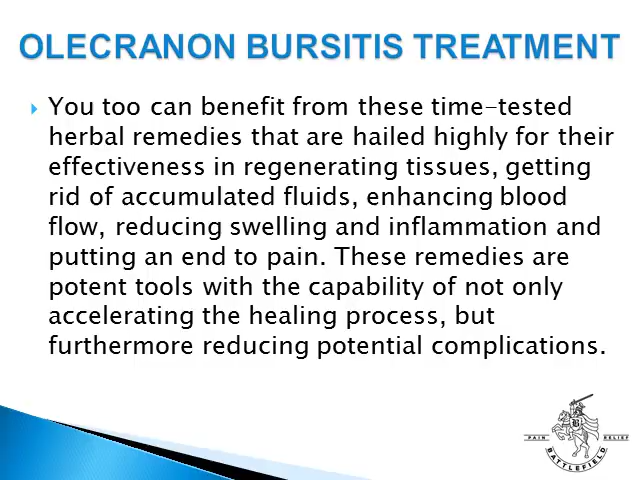 OLECRANON BURSITIS TREATMENT
You too can benefit from these time-tested
herbal remedies that are hailed highly for their
effectiveness in regenerating tissues, getting
rid of accumulated fluids, enhancing blood
flow, reducing swelling and inflammation and
putting an end to pain. These remedies are
potent tools with the capability of not only
accelerating the healing process, but
furthermore reducing potential complications.
B
PAIN RELIEF
BATTLEFIELD